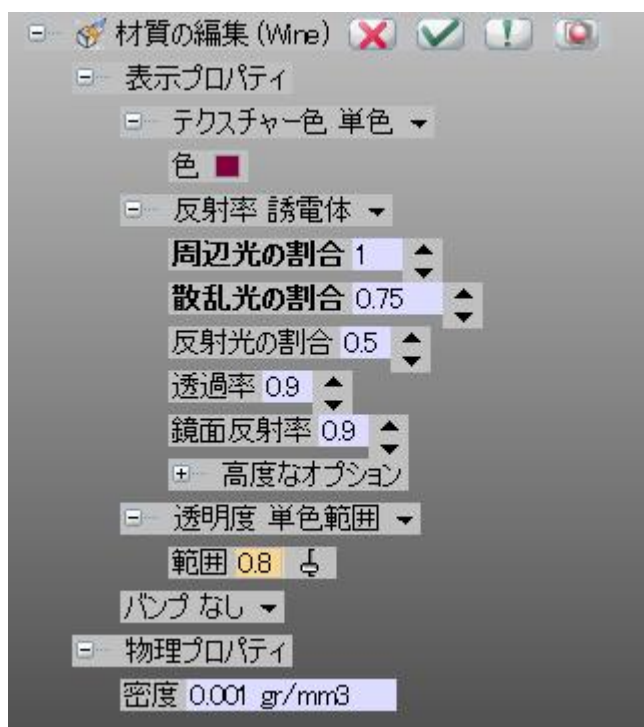 材質の編集 (Wine)
表示プロパティ
テクスチャー色 単色
色
反射率 誘電体
周辺光の割合 1
散乱光の割合 0.75
反射光の割合 0.5
透過率 0.9
鏡面反射率 0.9
高度なオプション
透明度 単色範囲
範囲 0.8
バンプ なし
物理プロパティ
密度 0.001 gr/mm3